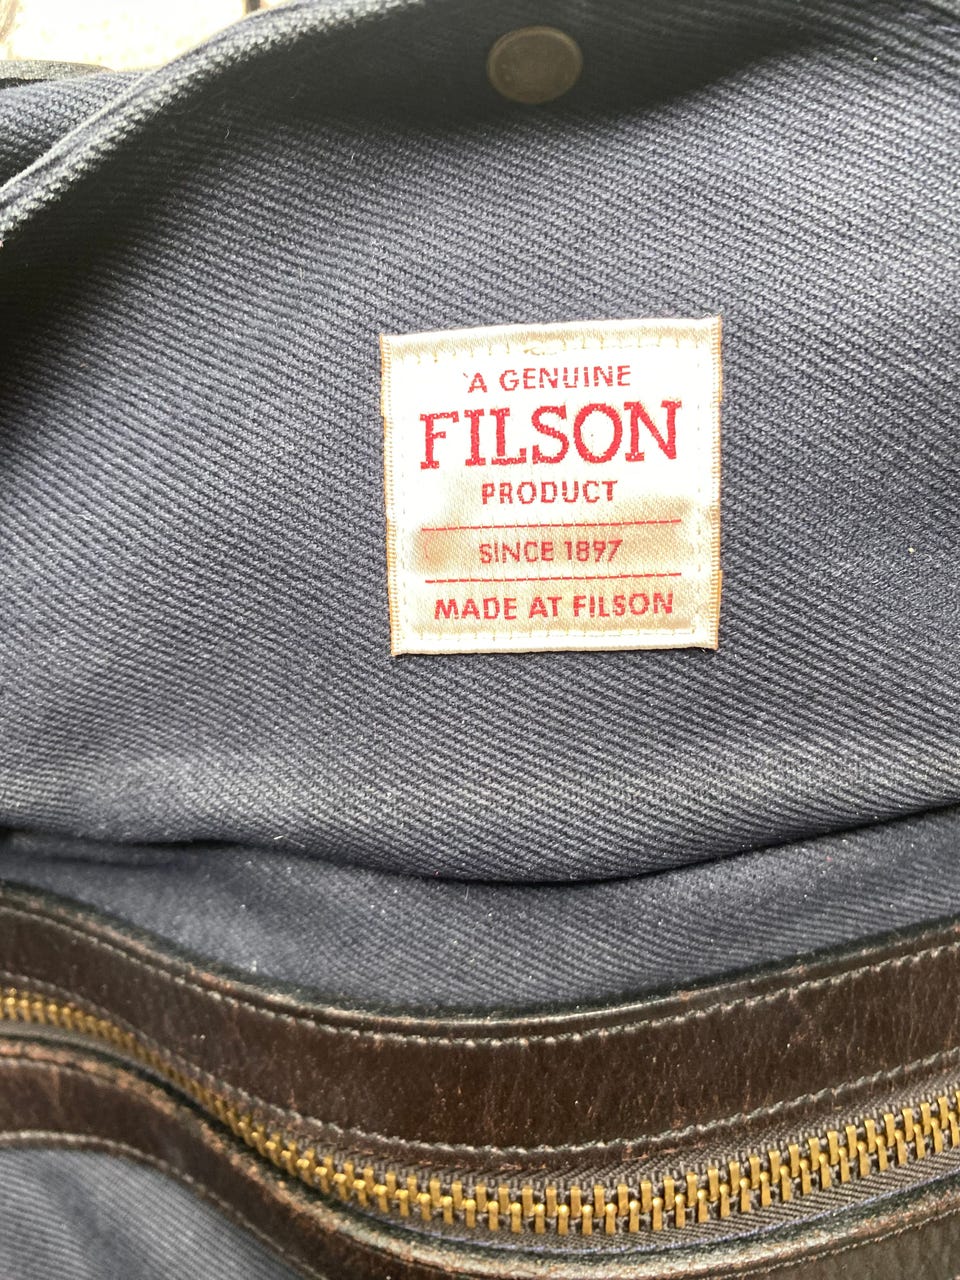 A GENUINE
FILSON
PRODUCT
SINCE 1897
MADE AT FILSON